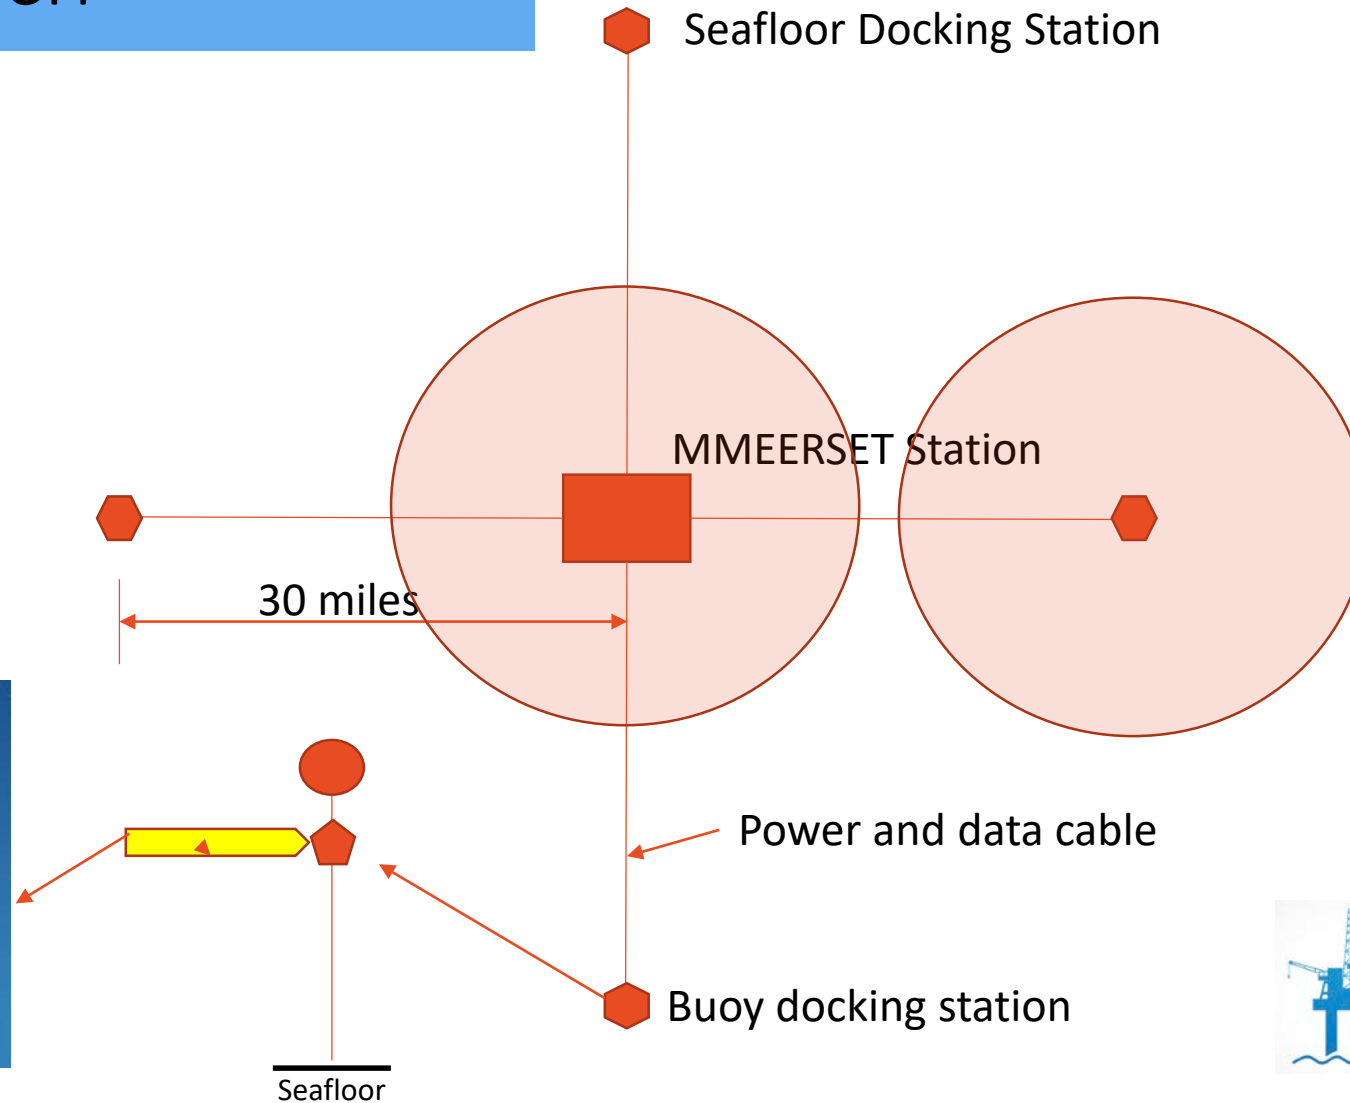 Seafloor Docking Station
MMEERSET Station
30 miles
Power and data cable
Buoy docking station
Seafloor